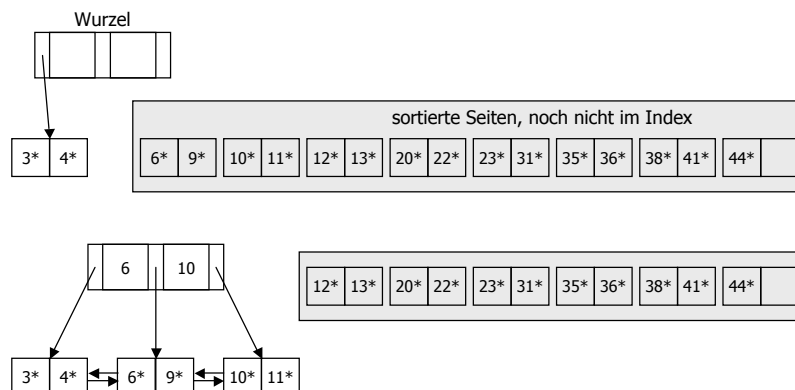 Wurzel
sortierte Seiten, noch nicht im Index
3* 4* 6* 9* 10* 11* 12* 13* 20* 22* 23* 31* 35* 36* 38* 41* 44*
6 10
12* 13* 20* 22* 23* 31* 35* 36* 38* 41* 44*
3* 4* 6* 9* 10* 11*